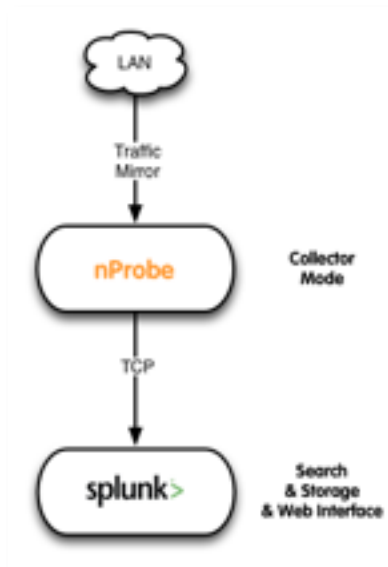 LAN
Traffic
Mirror
nProbe
Collector
Mode
TCP
splunk>
Search
& Storage
& Web Interface